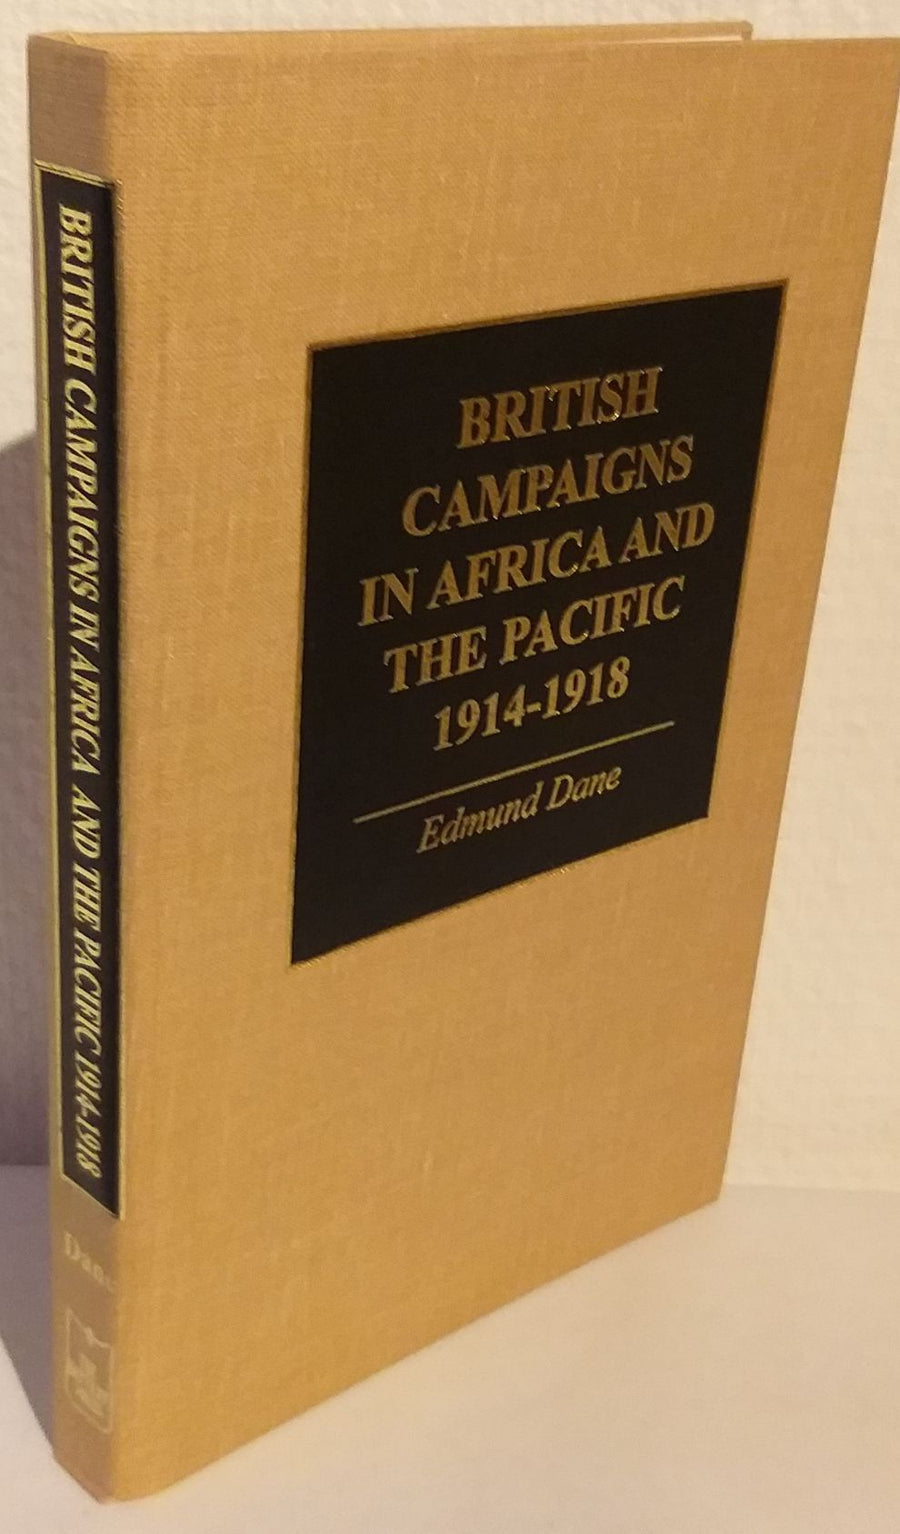 BRITISH CAMPAIGNS IN AFRICA AND THE PACIFIC 1914-1918
BRITISH
CAMPAIGNS
IN AFRICA AND
THE PACIFIC
1914-1918
Edmund Dane